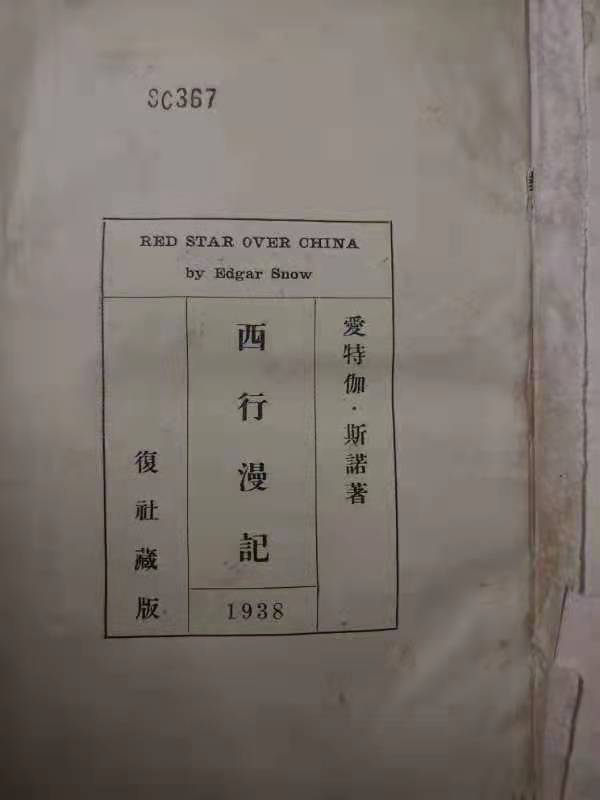 SC367
RED STAR OVER CHINA
by Edgar Snow
愛特伽·斯諾著
西行漫記
1938
復社藏版